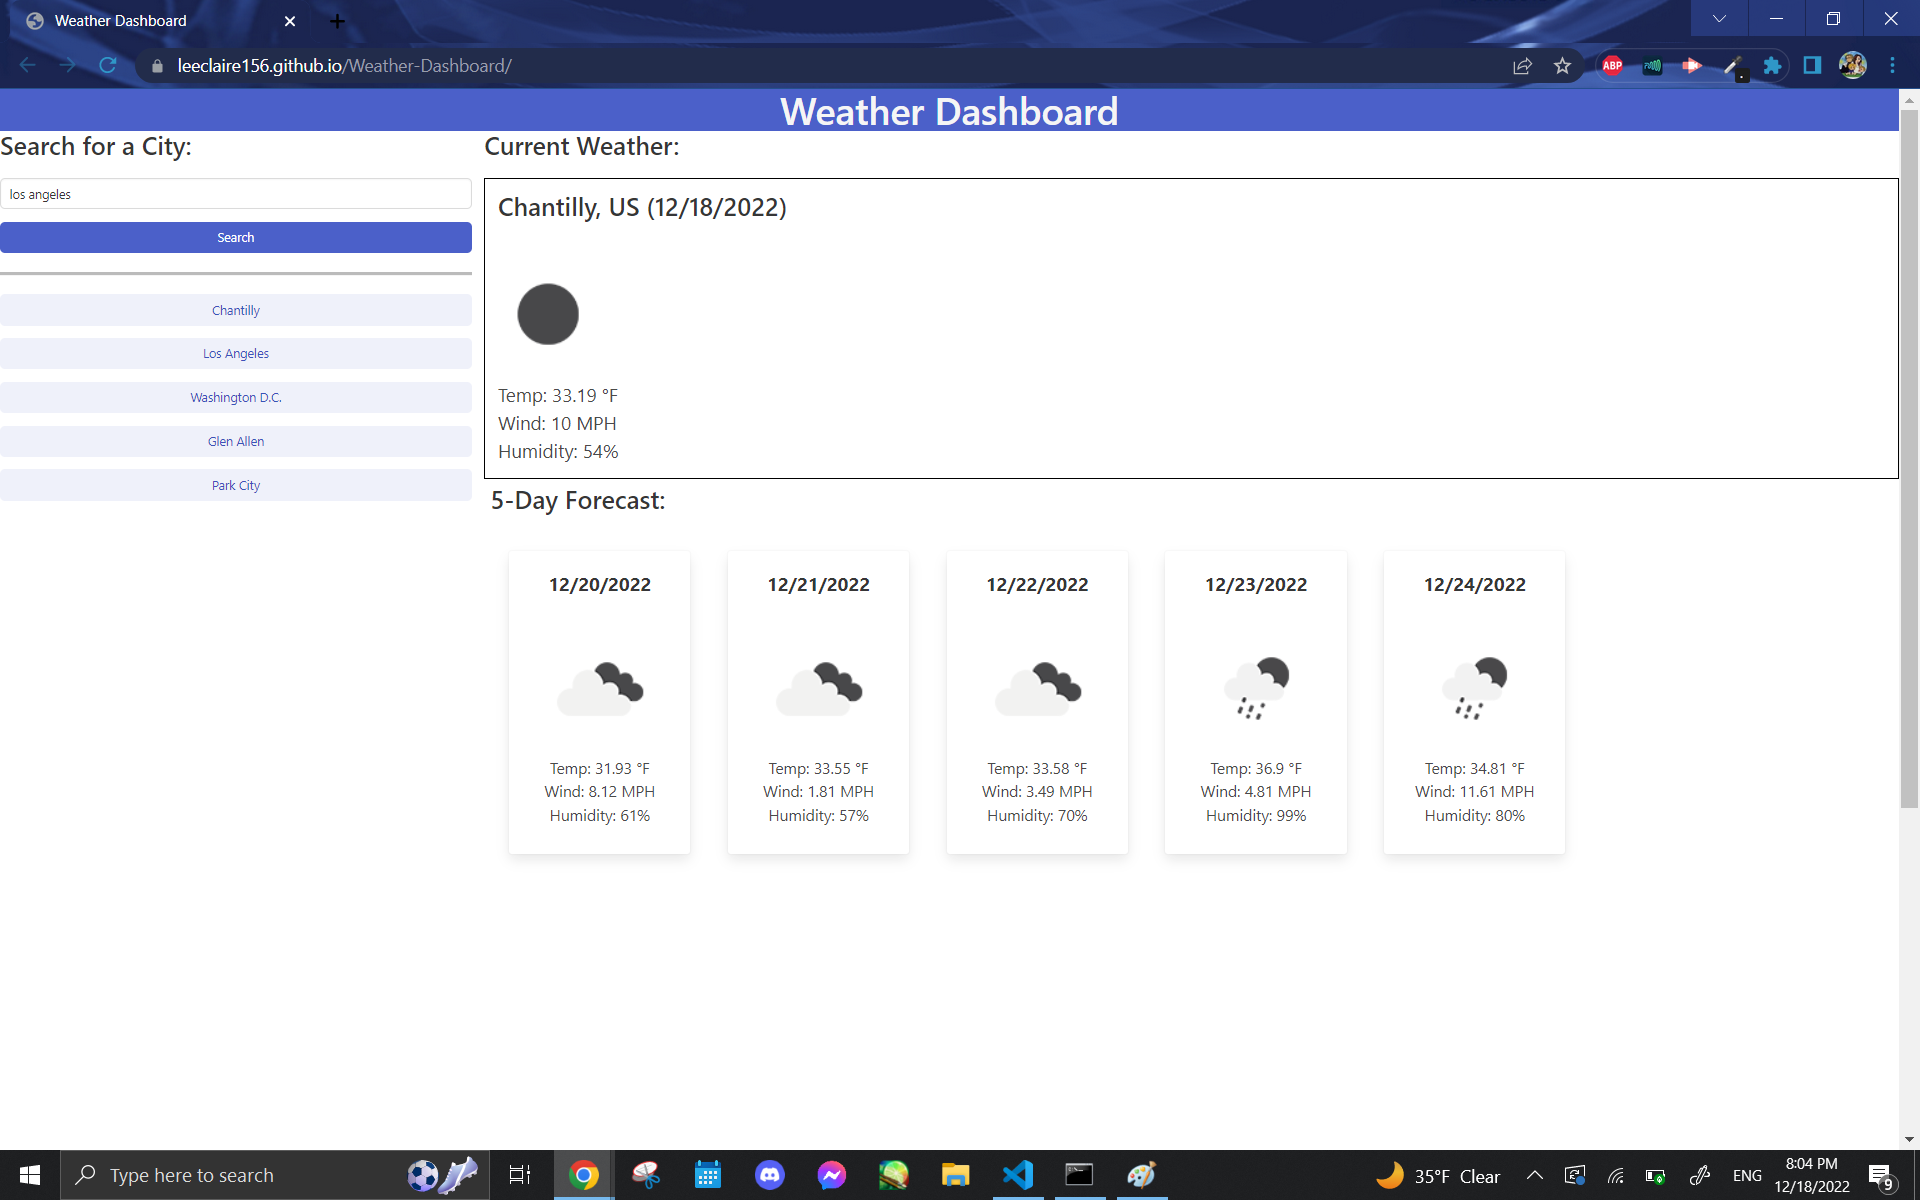 Weather Dashboard
leeclaire156.github.io/Weather-Dashboard/
ABP
Weather Dashboard
Search for a City:
los angeles
Search
Chantilly
Los Angeles
Washington D.C.
Glen Allen
Park City
Current Weather:
Chantilly, US (12/18/2022)
Temp: 33.19 °F
Wind: 10 MPH
Humidity: 54%
5-Day Forecast:
12/20/2022
Temp: 31.93 °F
Wind: 8.12 MPH
Humidity: 61%
12/21/2022
Temp: 33.55 °F
Wind: 1.81 MPH
Humidity: 57%
12/22/2022
Temp: 33.58 °F
Wind: 3.49 MPH
Humidity: 70%
12/23/2022
Temp: 36.9 °F
Wind: 4.81 MPH
Humidity: 99%
12/24/2022
Temp: 34.81 °F
Wind: 11.61 MPH
Humidity: 80%
Type here to search
35°F Clear
ENG
8:04 PM
12/18/2022
9